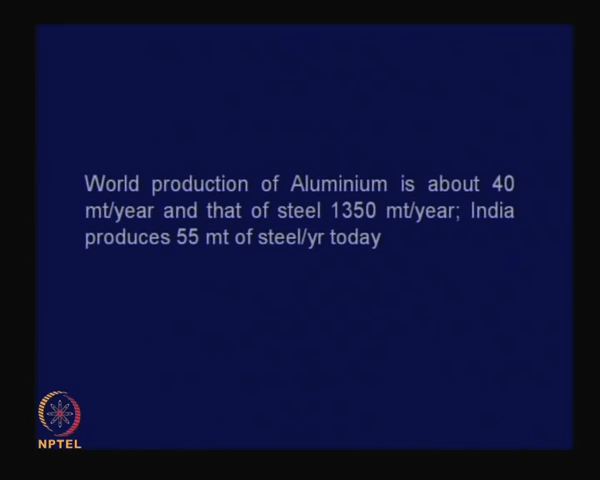 World production of Aluminium is about 40
mt/year and that of steel 1350 mt/year; India
produces 55 mt of steel/yr today
NPTEL